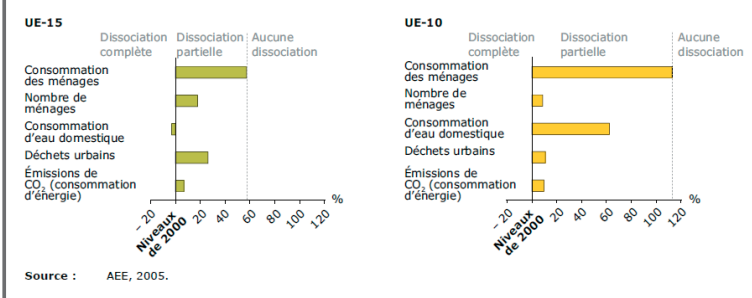 UE-15
Dissociation complète
Dissociation partielle
Aucune dissociation
Consommation
des ménages
Nombre de
ménages
Consommation
d'eau domestique
Déchets urbains
Émissions de
CO₂ (consommation
d'énergie)
– 20
Niveaux
de 2000
20
40
60
80
100
120
%
UE-10
Dissociation complète
Dissociation partielle
Aucune dissociation
Consommation
des ménages
Nombre de
ménages
Consommation
d'eau domestique
Déchets urbains
Émissions de
CO₂ (consommation
d'énergie)
– 20
Niveaux
de 2000
20
40
60
80
100
120
%
Source : AEE, 2005.